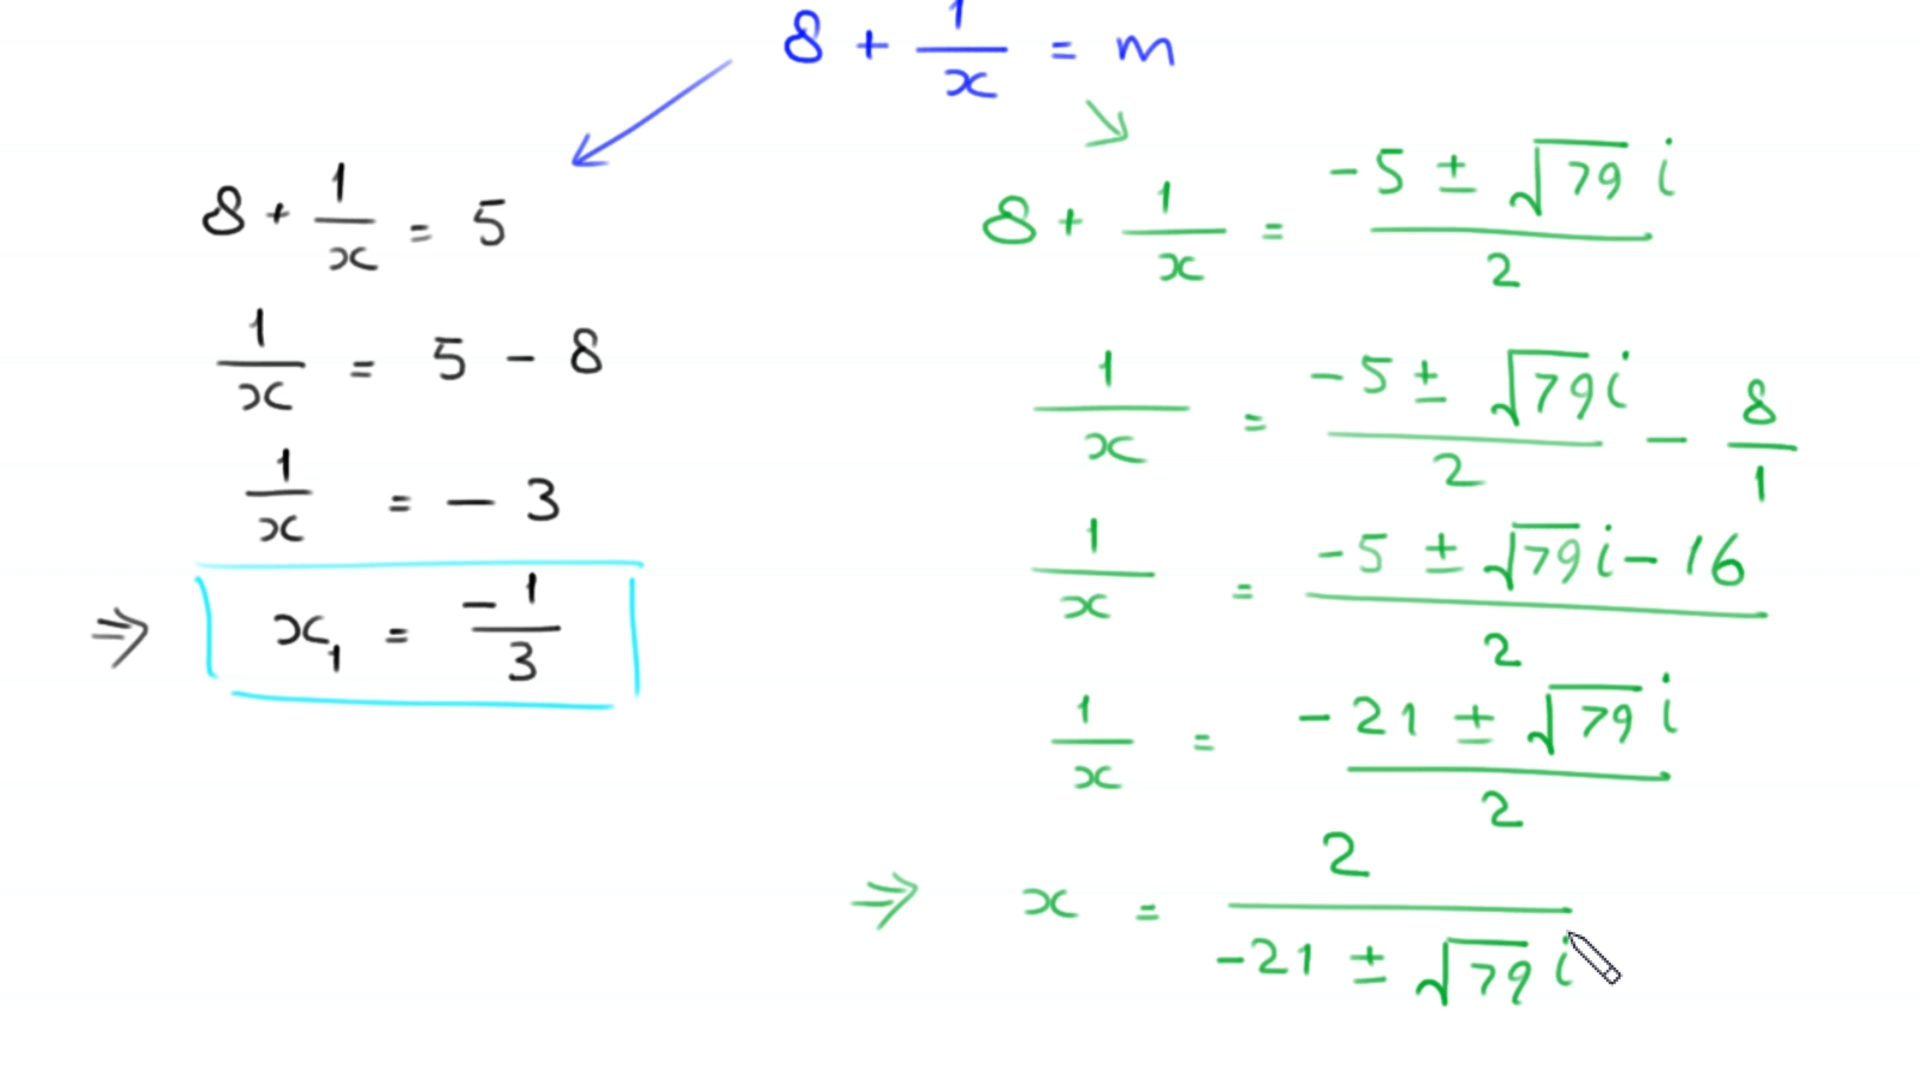 8 + 1/x = m
8 + 1/x = 5
1/x = 5 - 8
1/x = - 3
⇒ x₁ = -1/3
8 + 1/x = (-5 ± √79 i)/2
1/x = (-5 ± √79 i)/2 - 8/1
1/x = (-5 ± √79 i - 16)/2
1/x = (-21 ± √79 i)/2
⇒ x = 2/(-21 ± √79 i)